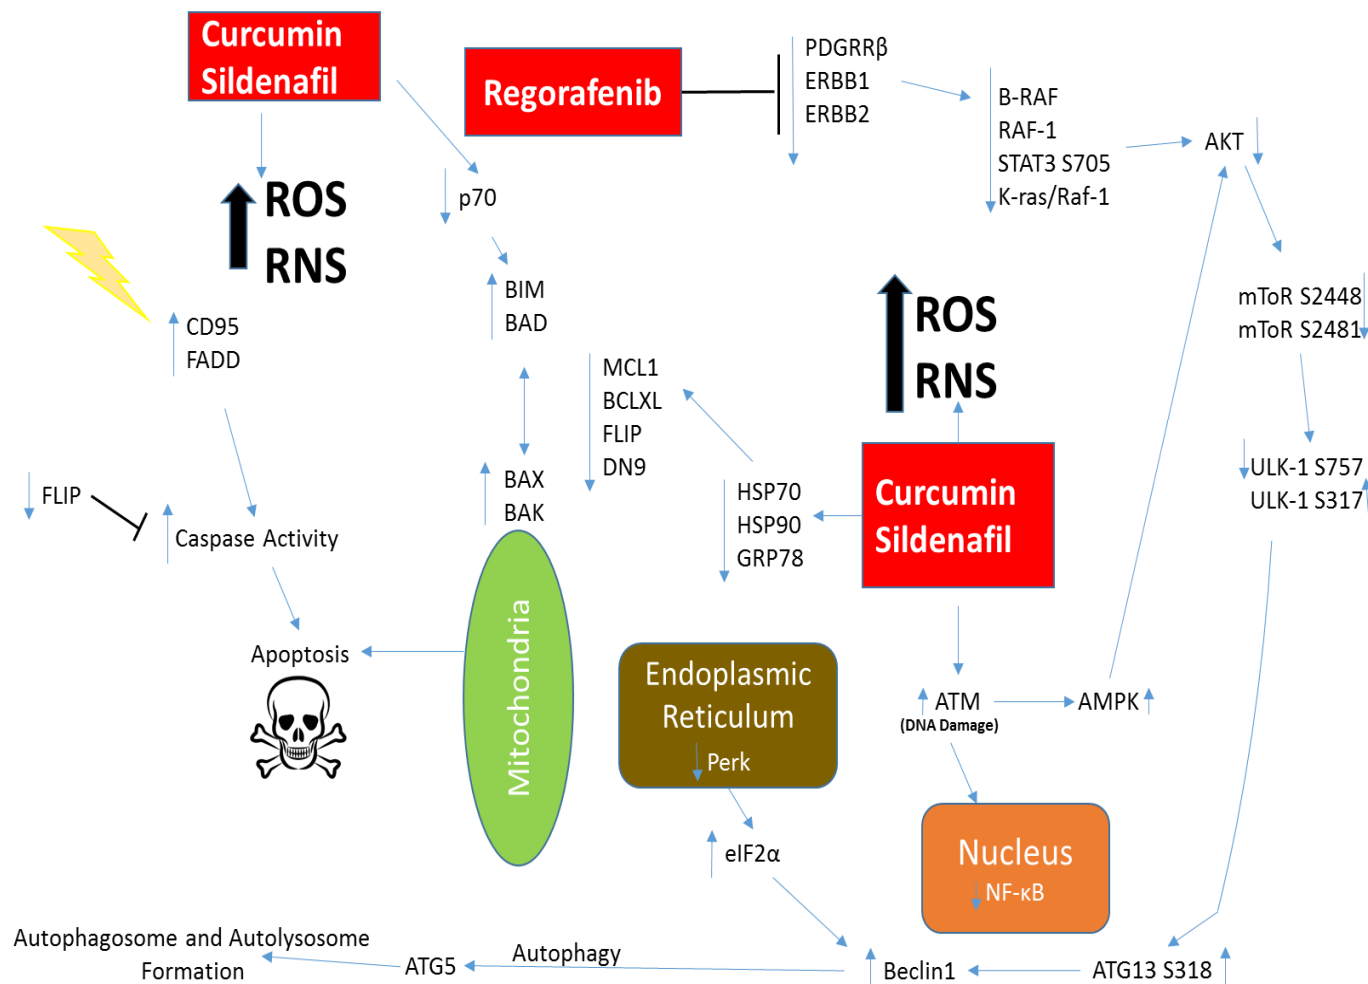 Curcumin
Sildenafil
Regorafenib
PDGRRβ
ERBB1
ERBB2
B-RAF
RAF-1
STAT3 S705
K-ras/Raf-1
AKT
ROS
RNS
p70
BIM
BAD
CD95
FADD
mToR S2448
mToR S2481
ROS
RNS
MCL1
BCLXL
FLIP
DN9
BAX
BAK
FLIP
Caspase Activity
HSP70
HSP90
GRP78
Curcumin
Sildenafil
ULK-1 S757
ULK-1 S317
Apoptosis
Mitochondria
Endoplasmic
Reticulum
Perk
ATM
(DNA Damage)
AMPK
eIF2α
Nucleus
NF-κB
Autophagosome and Autolysosome
Formation
ATG5
Autophagy
Beclin1
ATG13 S318